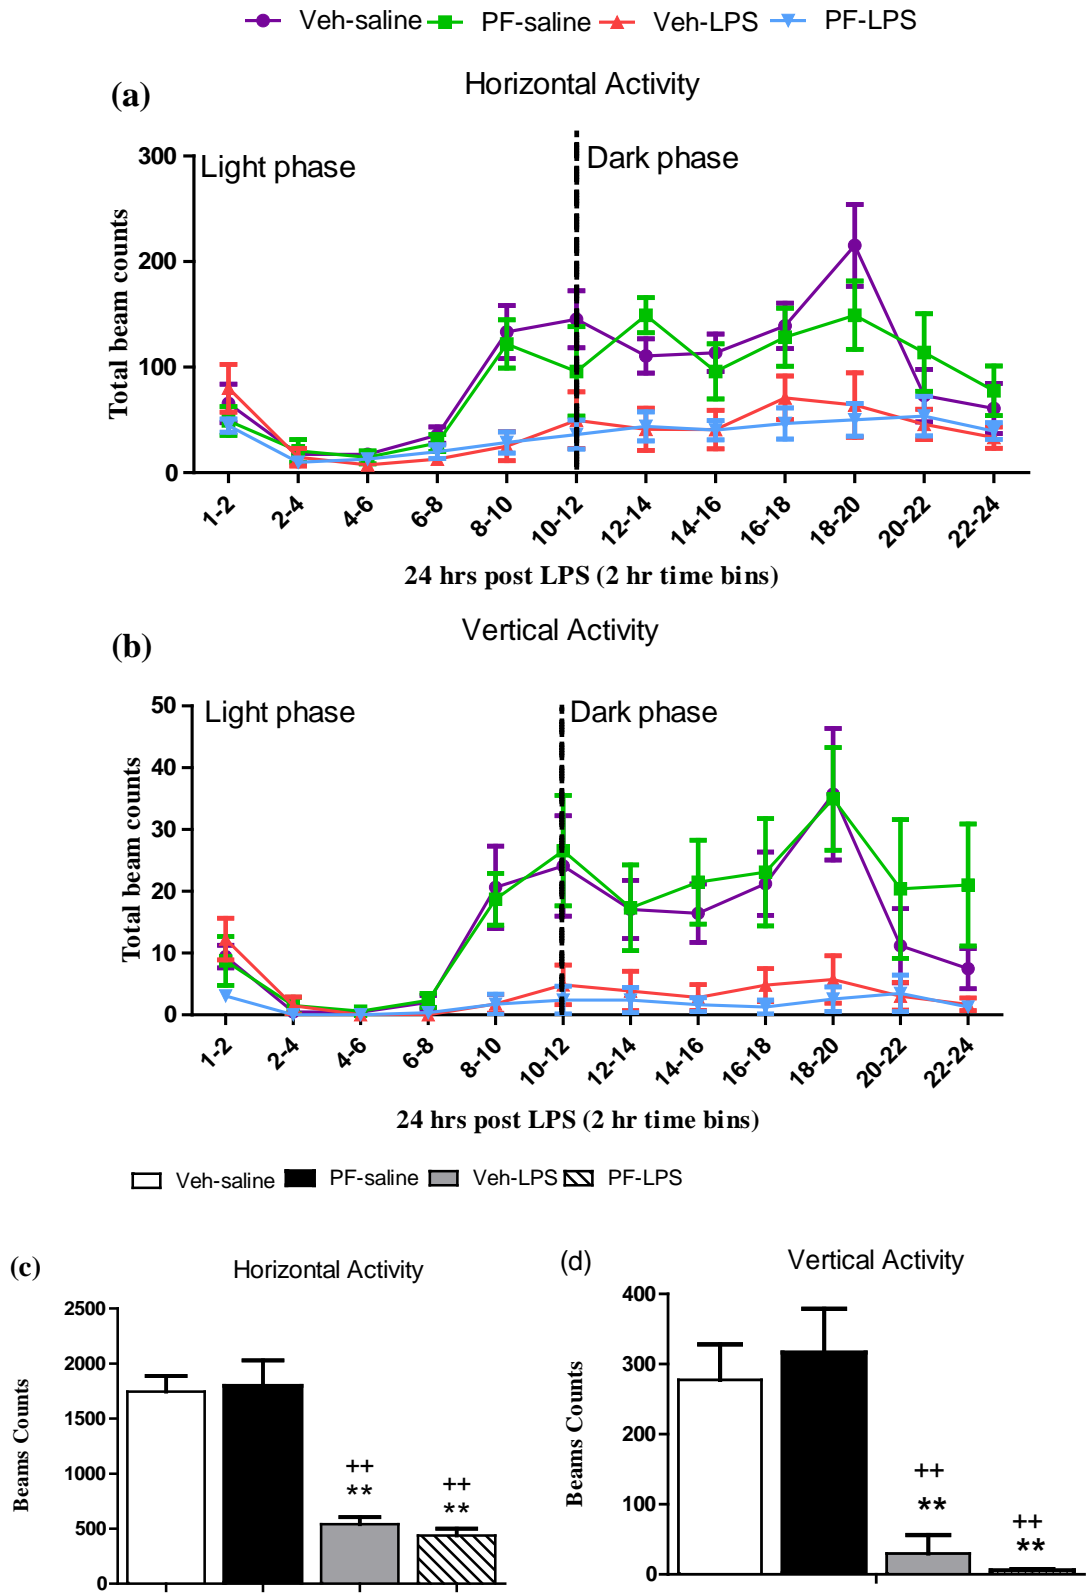 Veh-saline PF-saline Veh-LPS PF-LPS
(a) Horizontal Activity
Light phase Dark phase
Total beam counts
300
200
100
0
1-2 2-4 4-6 6-8 8-10 10-12 12-14 14-16 16-18 18-20 20-22 22-24
24 hrs post LPS (2 hr time bins)
(b) Vertical Activity
Light phase Dark phase
Total beam counts
50
40
30
20
10
0
1-2 2-4 4-6 6-8 8-10 10-12 12-14 14-16 16-18 18-20 20-22 22-24
24 hrs post LPS (2 hr time bins)
Veh-saline PF-saline Veh-LPS PF-LPS
(c) Horizontal Activity
Beams Counts
2500
2000
1500
1000
500
0
++ ++
** **
(d) Vertical Activity
Beams Counts
400
300
200
100
0
++ ++
** **